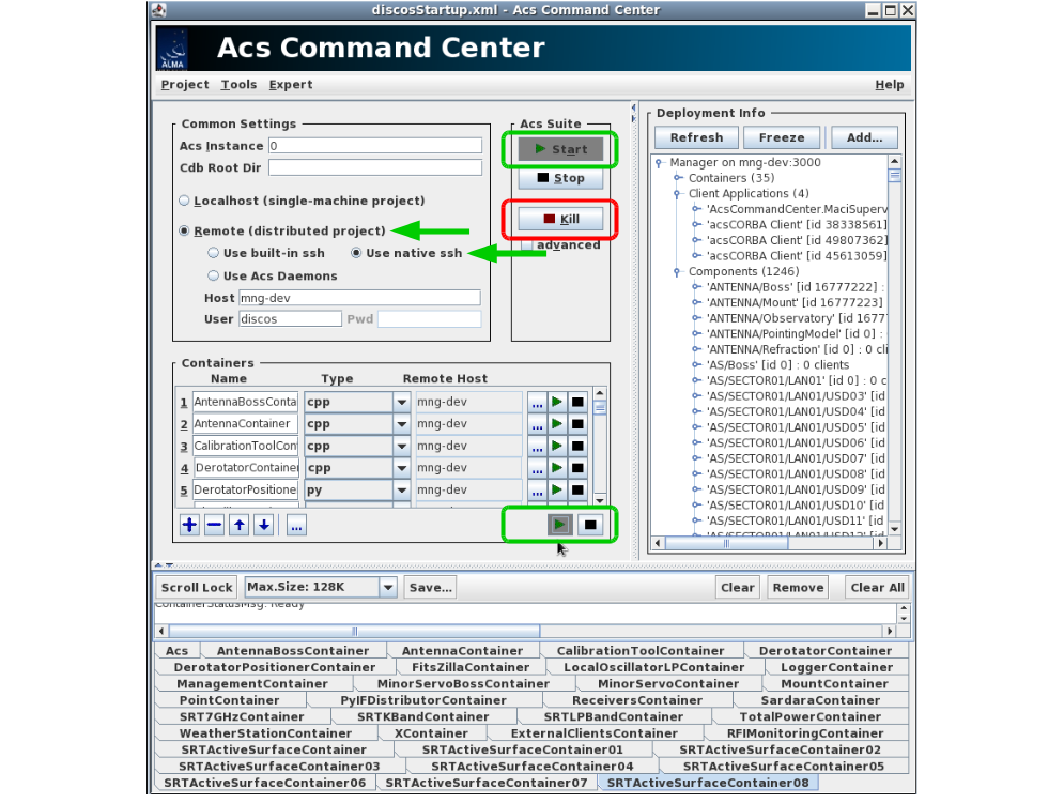 discosStartup.xml - Acs Command Center
ALMA
Acs Command Center
Project Tools Expert Help
Common Settings
Acs Instance 0
Cdb Root Dir
Localhost (single-machine project)
Remote (distributed project)
Use built-in ssh Use native ssh
Use Acs Daemons
Host mng-dev
User discos Pwd
Acs Suite
Start
Stop
Kill
advanced
Containers
Name Type Remote Host
1 AntennaBossConta cpp mng-dev ...
2 AntennaContainer cpp mng-dev ...
3 CalibrationToolCon cpp mng-dev ...
4 DerotatorContainer cpp mng-dev ...
5 DerotatorPositione py mng-dev ...
...
Deployment Info
Refresh Freeze Add...
Manager on mng-dev:3000
Containers (35)
Client Applications (4)
'AcsCommandCenter.MaciSuperv
'acsCORBA Client' [id 38338561]
'acsCORBA Client' [id 49807362]
'acsCORBA Client' [id 45613059]
Components (1246)
'ANTENNA/Boss' [id 16777222] :
'ANTENNA/Mount' [id 16777223]
'ANTENNA/Observatory' [id 1677
'ANTENNA/PointingModel' [id 0] :
'ANTENNA/Refraction' [id 0] : 0 cli
'AS/Boss' [id 0] : 0 clients
'AS/SECTOR01/LAN01' [id 0] : 0 c
'AS/SECTOR01/LAN01/USD03' [id
'AS/SECTOR01/LAN01/USD04' [id
'AS/SECTOR01/LAN01/USD05' [id
'AS/SECTOR01/LAN01/USD06' [id
'AS/SECTOR01/LAN01/USD07' [id
'AS/SECTOR01/LAN01/USD08' [id
'AS/SECTOR01/LAN01/USD09' [id
'AS/SECTOR01/LAN01/USD10' [id
'AS/SECTOR01/LAN01/USD11' [id
'AS/SECTOR01/LAN01/USD12' [id
Scroll Lock Max.Size: 128K Save... Clear Remove Clear All
ContainerStatusMsg: Ready
Acs AntennaBossContainer AntennaContainer CalibrationToolContainer DerotatorContainer
DerotatorPositionerContainer FitsZillaContainer LocalOscillatorLPContainer LoggerContainer
ManagementContainer MinorServoBossContainer MinorServoContainer MountContainer
PointContainer PyIFDistributorContainer ReceiversContainer SardaraContainer
SRT7GHzContainer SRTKBandContainer SRTLPBandContainer TotalPowerContainer
WeatherStationContainer XContainer ExternalClientsContainer RFIMonitoringContainer
SRTActiveSurfaceContainer SRTActiveSurfaceContainer01 SRTActiveSurfaceContainer02
SRTActiveSurfaceContainer03 SRTActiveSurfaceContainer04 SRTActiveSurfaceContainer05
SRTActiveSurfaceContainer06 SRTActiveSurfaceContainer07 SRTActiveSurfaceContainer08